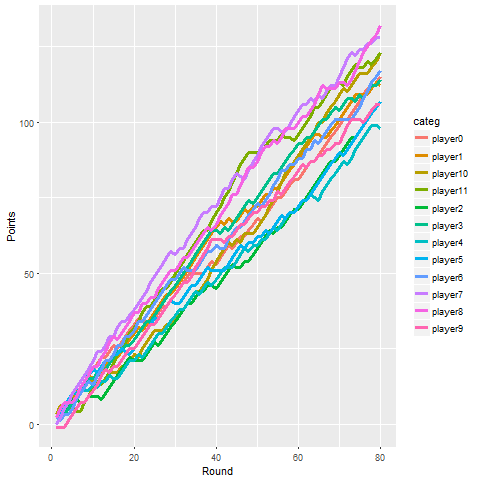 Points
100
50
0
0
20
40
60
80
Round
categ
player0
player1
player10
player11
player2
player3
player4
player5
player6
player7
player8
player9